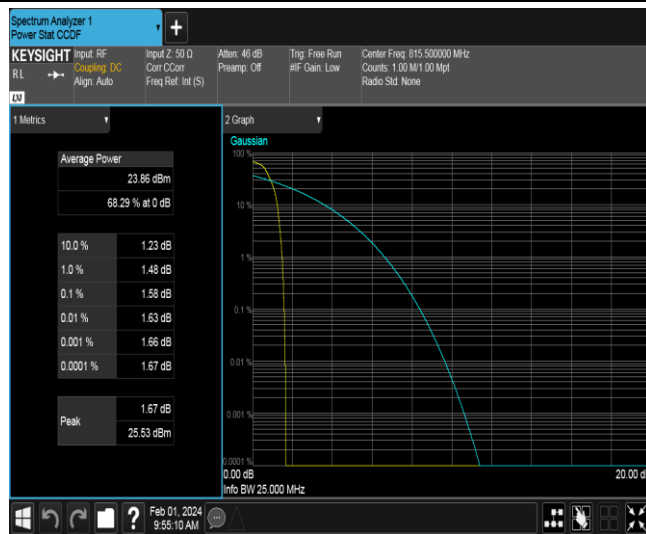 Spectrum Analyzer 1
Power Stat CCDF
+
KEYSIGHT
RL
LXI
Input: RF
Coupling: DC
Align: Auto
Input Z: 50 Ω
Corr CCorr
Freq Ref: Int (S)
Atten: 46 dB
Preamp: Off
Trig: Free Run
#IF Gain: Low
Center Freq: 815.500000 MHz
Counts: 1.00 M/1.00 Mpt
Radio Std: None
1 Metrics
Average Power
23.86 dBm
68.29 % at 0 dB
10.0 % 1.23 dB
1.0 % 1.48 dB
0.1 % 1.58 dB
0.01 % 1.63 dB
0.001 % 1.66 dB
0.0001 % 1.67 dB
Peak 1.67 dB
25.53 dBm
2 Graph
Gaussian
100 %
10 %
1 %
0.1 %
0.01 %
0.001 %
0.0001 %
0.00 dB
20.00 d
Info BW 25.000 MHz
?
Feb 01, 2024
9:55:10 AM